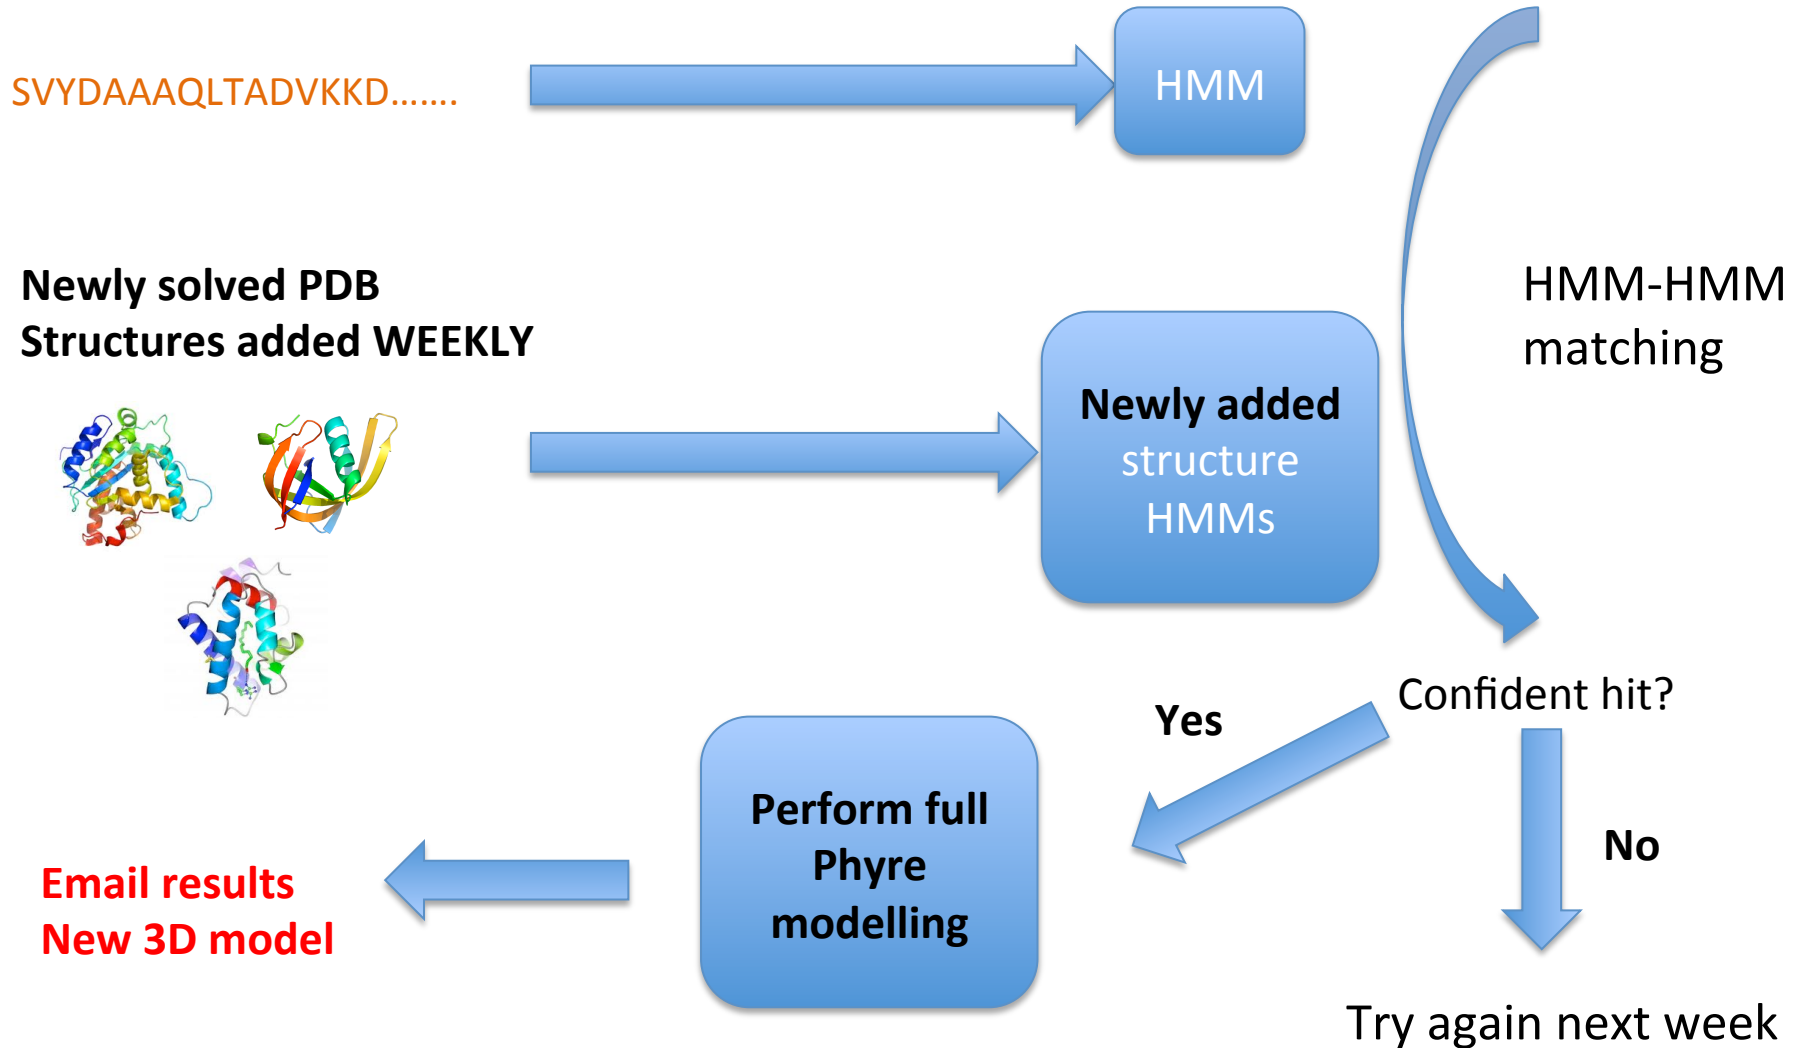 SVYDAAAQLTADVKKD.......
HMM
Newly solved PDB
Structures added WEEKLY
HMM-HMM
matching
Newly added
structure
HMMs
Confident hit?
Yes
No
Perform full
Phyre
modelling
Email results
New 3D model
Try again next week